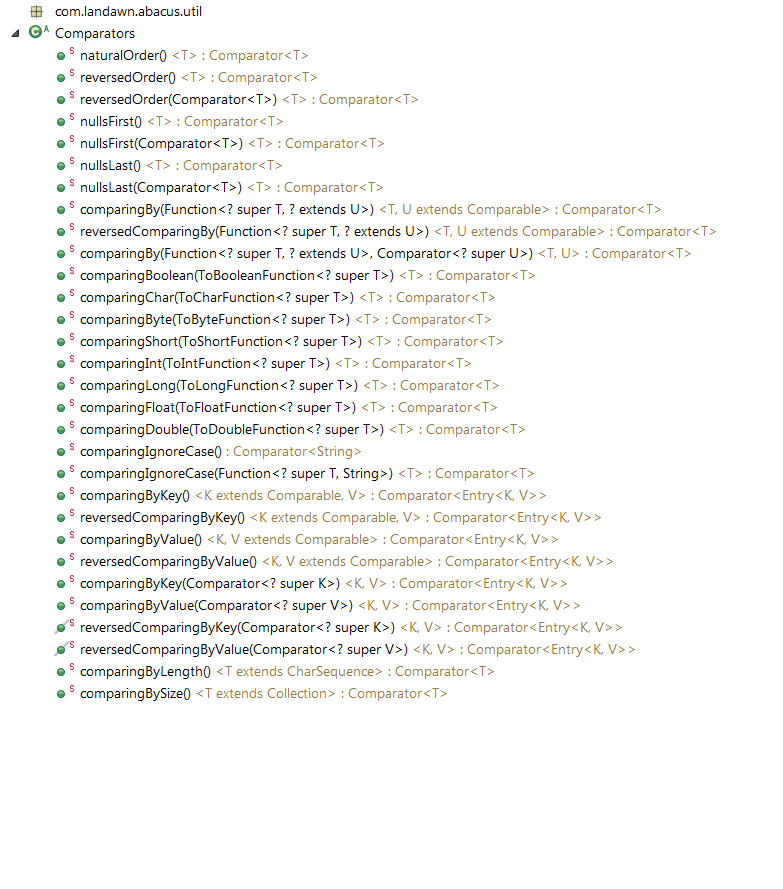 com.landawn.abacus.util
C A Comparators
S naturalOrder() <T> : Comparator<T>
S reversedOrder() <T> : Comparator<T>
S reversedOrder(Comparator<T>) <T> : Comparator<T>
S nullsFirst() <T> : Comparator<T>
S nullsFirst(Comparator<T>) <T> : Comparator<T>
S nullsLast() <T> : Comparator<T>
S nullsLast(Comparator<T>) <T> : Comparator<T>
S comparingBy(Function<? super T, ? extends U>) <T, U extends Comparable> : Comparator<T>
S reversedComparingBy(Function<? super T, ? extends U>) <T, U extends Comparable> : Comparator<T>
S comparingBy(Function<? super T, ? extends U>, Comparator<? super U>) <T, U> : Comparator<T>
S comparingBoolean(ToBooleanFunction<? super T>) <T> : Comparator<T>
S comparingChar(ToCharFunction<? super T>) <T> : Comparator<T>
S comparingByte(ToByteFunction<? super T>) <T> : Comparator<T>
S comparingShort(ToShortFunction<? super T>) <T> : Comparator<T>
S comparingInt(ToIntFunction<? super T>) <T> : Comparator<T>
S comparingLong(ToLongFunction<? super T>) <T> : Comparator<T>
S comparingFloat(ToFloatFunction<? super T>) <T> : Comparator<T>
S comparingDouble(ToDoubleFunction<? super T>) <T> : Comparator<T>
S comparingIgnoreCase() : Comparator<String>
S comparingIgnoreCase(Function<? super T, String>) <T> : Comparator<T>
S comparingByKey() <K extends Comparable, V> : Comparator<Entry<K, V>>
S reversedComparingByKey() <K extends Comparable, V> : Comparator<Entry<K, V>>
S comparingByValue() <K, V extends Comparable> : Comparator<Entry<K, V>>
S reversedComparingByValue() <K, V extends Comparable> : Comparator<Entry<K, V>>
S comparingByKey(Comparator<? super K>) <K, V> : Comparator<Entry<K, V>>
S comparingByValue(Comparator<? super V>) <K, V> : Comparator<Entry<K, V>>
S reversedComparingByKey(Comparator<? super K>) <K, V> : Comparator<Entry<K, V>>
S reversedComparingByValue(Comparator<? super V>) <K, V> : Comparator<Entry<K, V>>
S comparingByLength() <T extends CharSequence> : Comparator<T>
S comparingBySize() <T extends Collection> : Comparator<T>